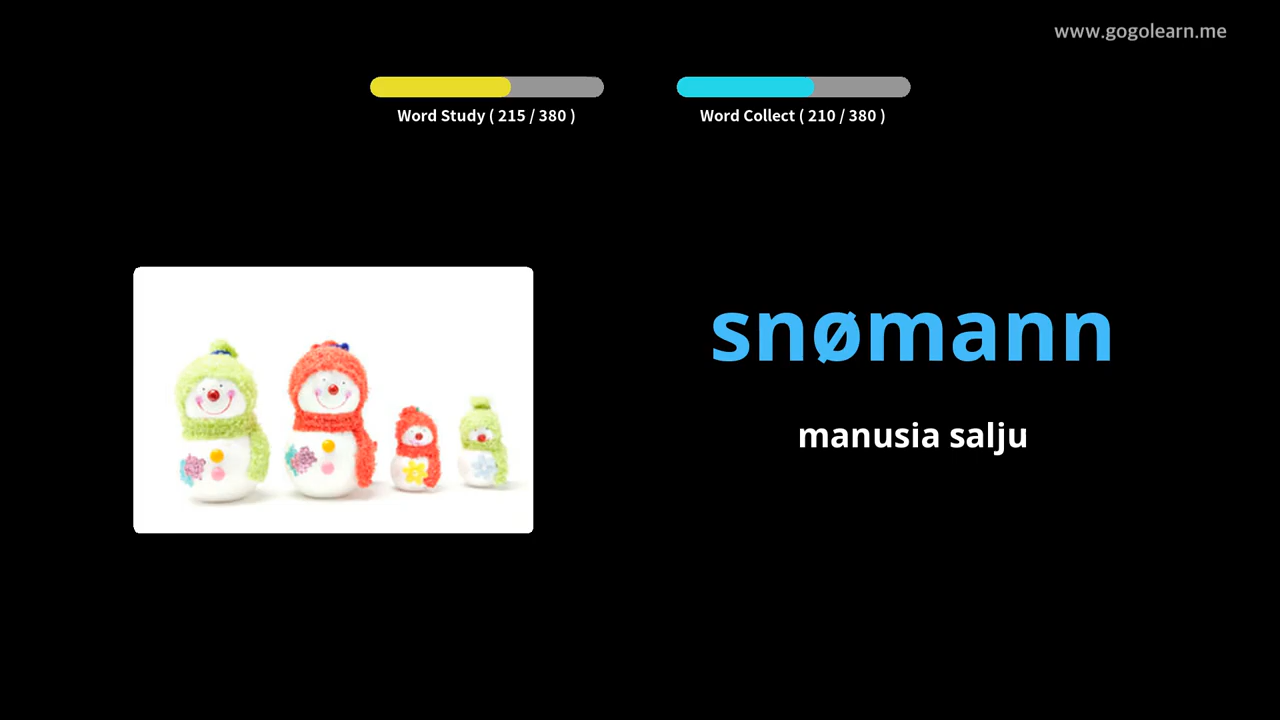 www.gogolearn.me
Word Study ( 215 / 380 )
Word Collect ( 210 / 380 )
snømann
manusia salju